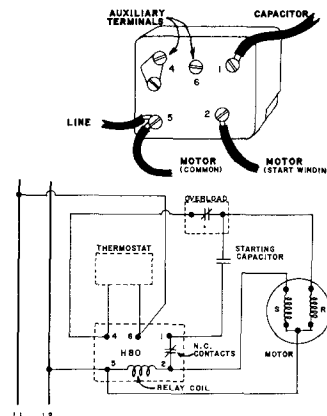 AUXILIARY
TERMINALS
CAPACITOR
4
6
1
LINE
5
2
MOTOR
(COMMON)
MOTOR
(START WINDIN
OVERLOAD
THERMOSTAT
STARTING
CAPACITOR
4
6
1
H80
N.C.
CONTACTS
5
2
S
R
MOTOR
RELAY COIL